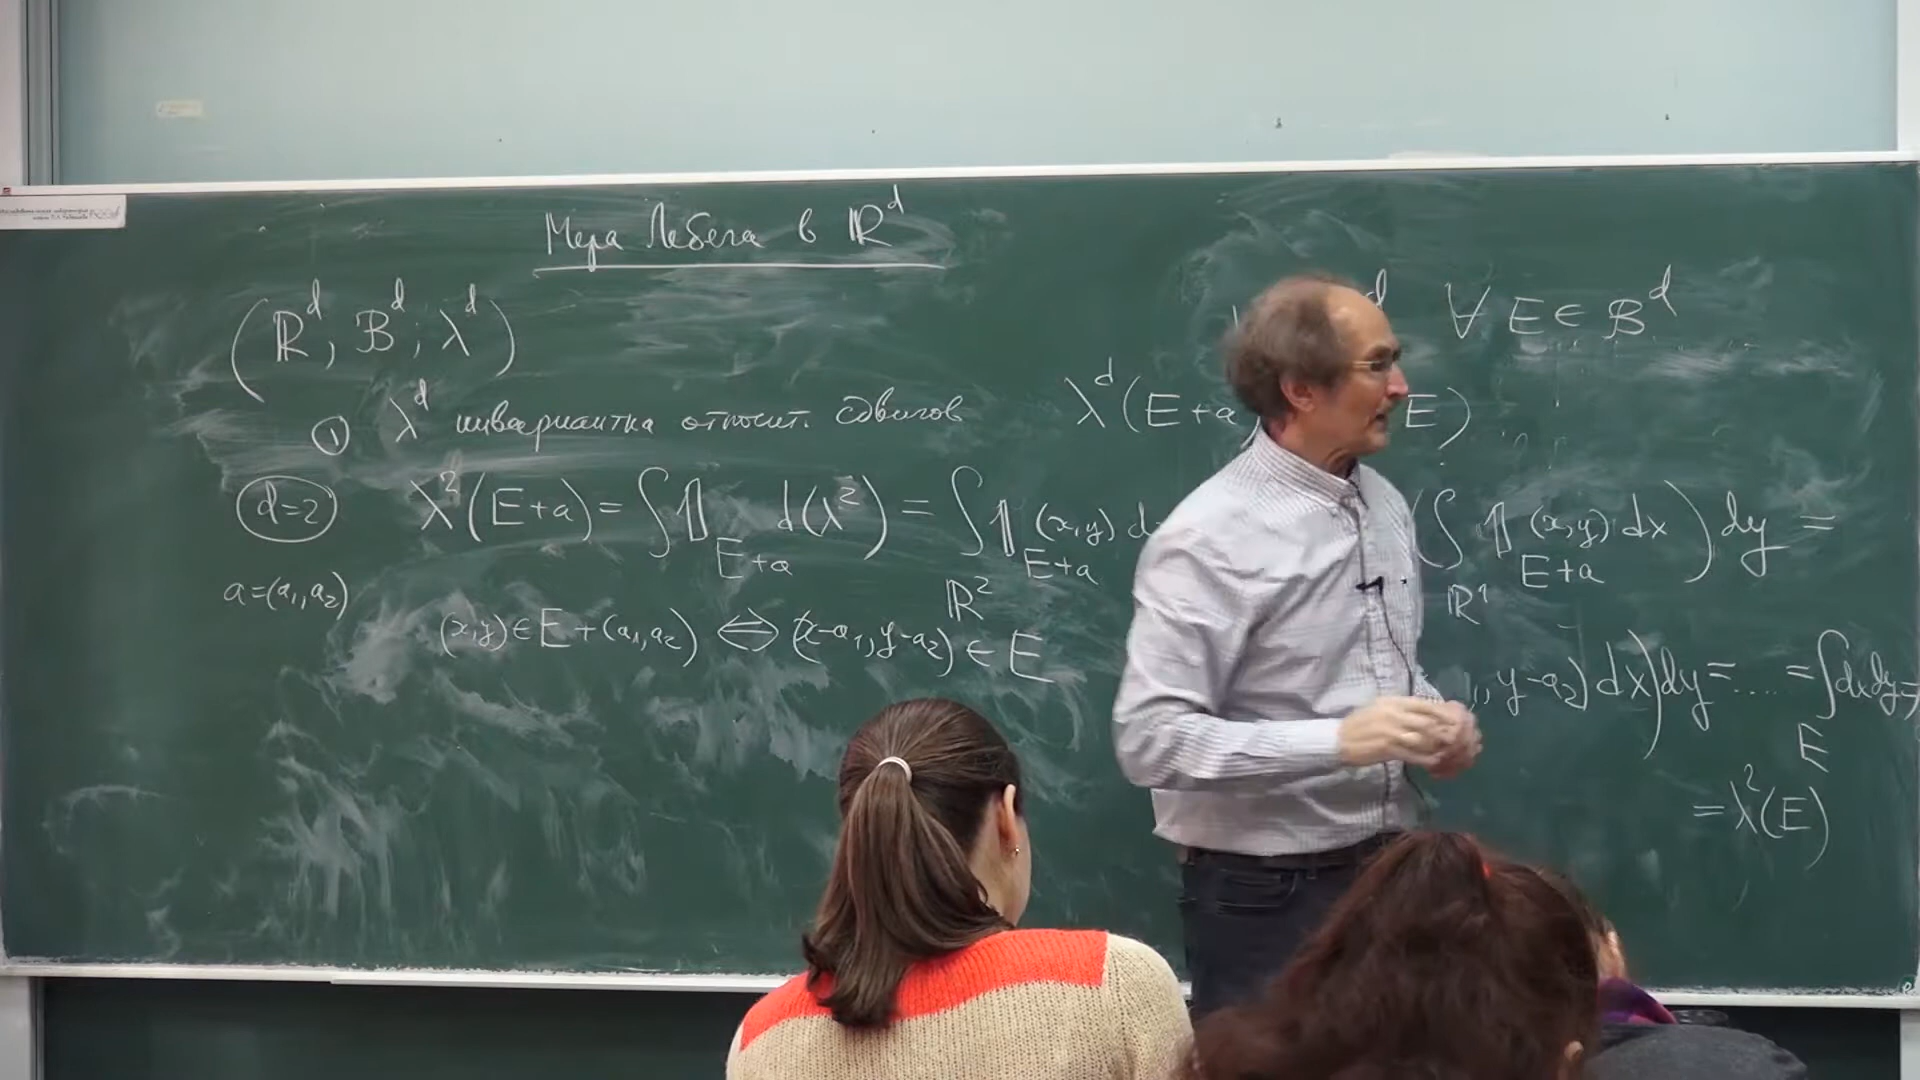 Мера Лебега в ℝ^d
(ℝ^d, 𝓑^d, λ^d)
∀ E ∈ 𝓑^d
① λ^d инвариантна относит. сдвигов
λ^d(E+a E)
d=2
λ²(E+a) = ∫𝟙_{E+a} d(λ²) = ∫_{ℝ²} 𝟙_{E+a}(x,y) d (∫_{ℝ¹} 𝟙_{E+a}(x,y) dx) dy =
a=(a₁,a₂)
(x,y) ∈ E + (a₁,a₂) ⟺ (x-a₁, y-a₂) ∈ E
, y-a₂) dx) dy = .... = ∫_E dx dy =
= λ²(E)